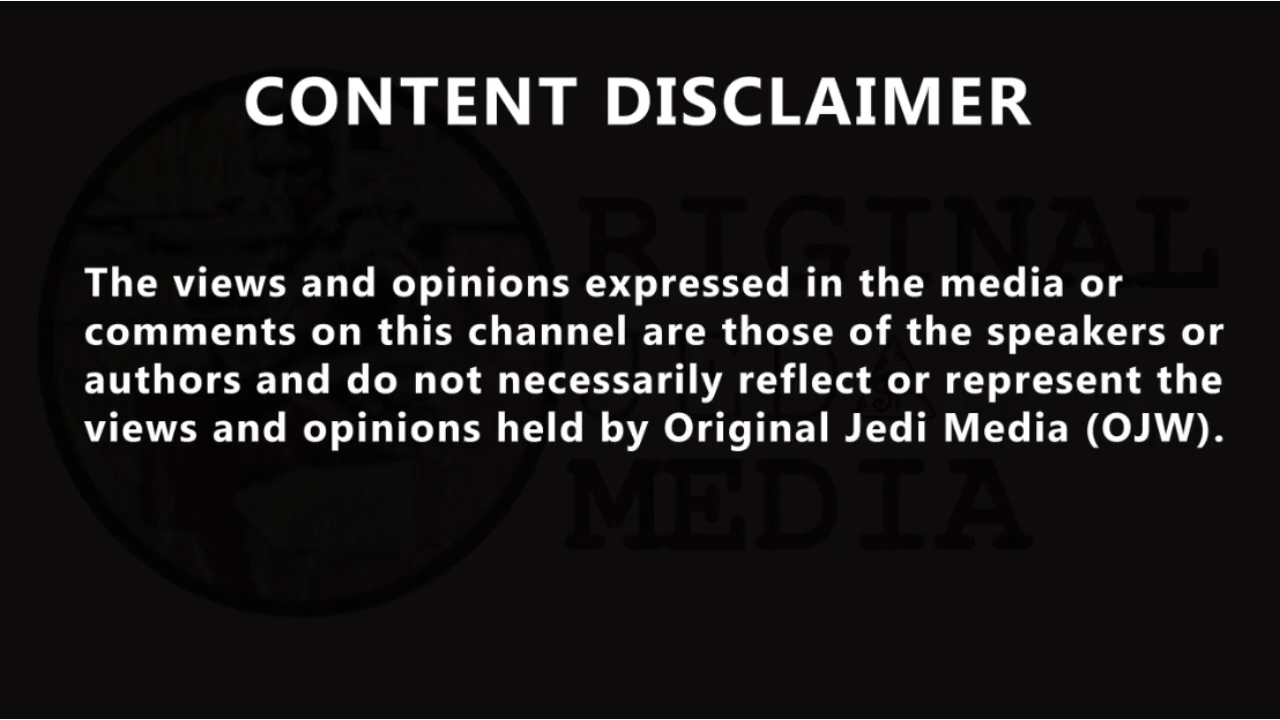 CONTENT DISCLAIMER
The views and opinions expressed in the media or
comments on this channel are those of the speakers or
authors and do not necessarily reflect or represent the
views and opinions held by Original Jedi Media (OJW).
RIGINAL
MEDIA